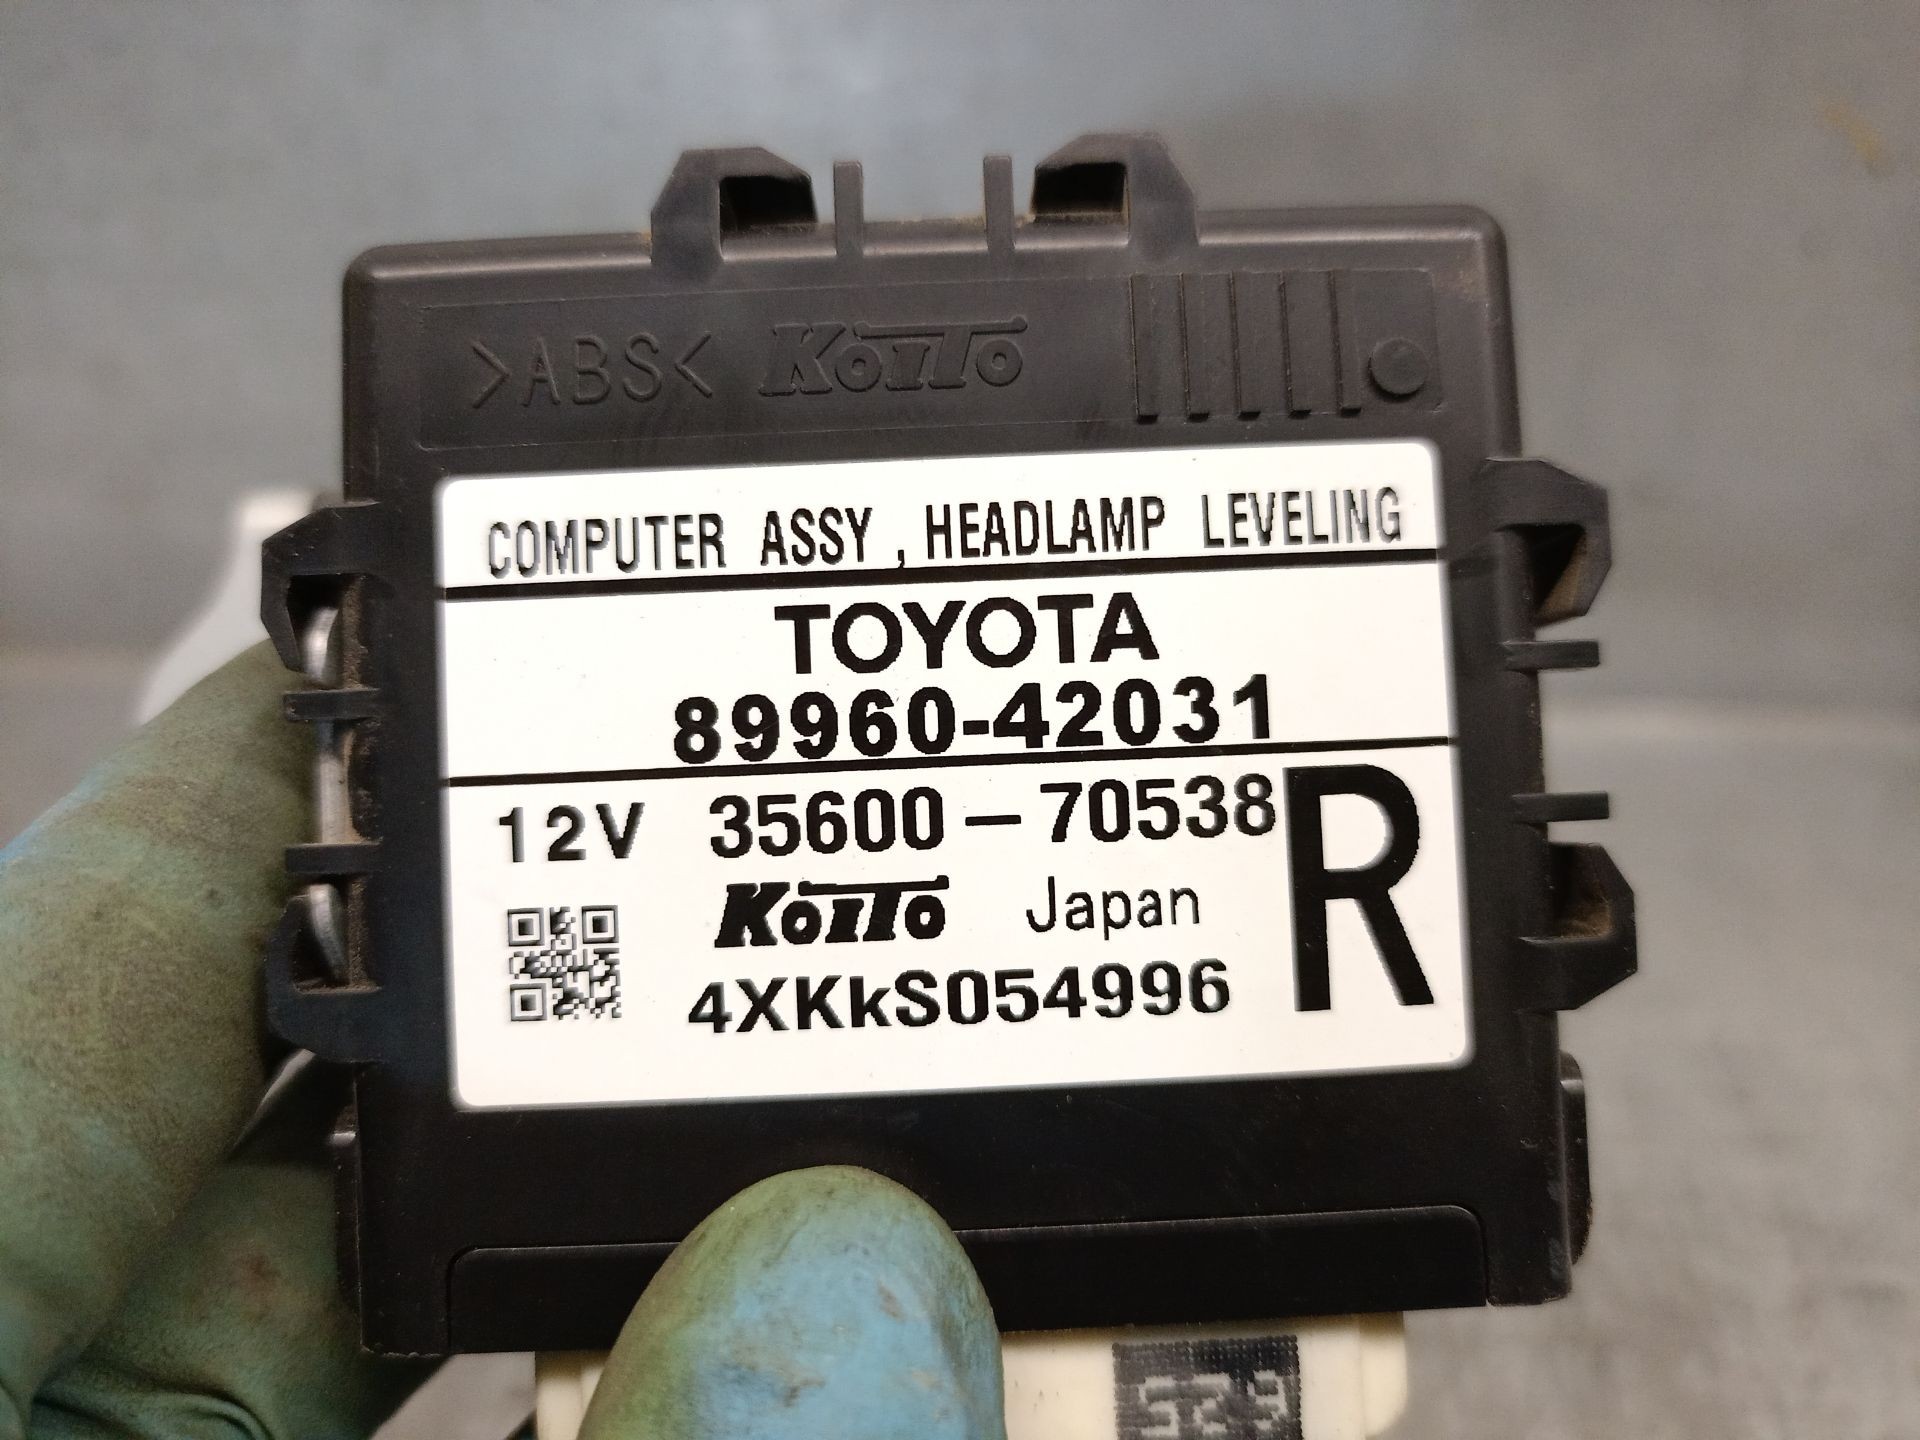 >ABS< KoiTo
COMPUTER ASSY , HEADLAMP LEVELING
TOYOTA
89960-42031
12V 35600-70538 R
KoiTo Japan
4XKkS054996